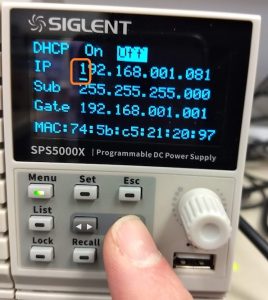 SIGLENT
DHCP On Off
IP 192.168.001.081
Sub 255.255.255.000
Gate 192.168.001.001
MAC:74:5b:c5:21:20:97
SPS5000X | Programmable DC Power Supply
Menu Set Esc
List
Lock Recall